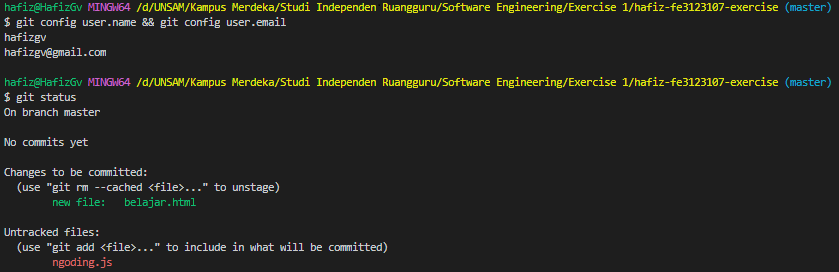 hafiz@HafizGv MINGW64 /d/UNSAM/Kampus Merdeka/Studi Independen Ruangguru/Software Engineering/Exercise 1/hafiz-fe3123107-exercise (master)
$ git config user.name && git config user.email
hafizgv
hafizgv@gmail.com
hafiz@HafizGv MINGW64 /d/UNSAM/Kampus Merdeka/Studi Independen Ruangguru/Software Engineering/Exercise 1/hafiz-fe3123107-exercise (master)
$ git status
On branch master
No commits yet
Changes to be committed:
(use "git rm --cached <file>..." to unstage)
new file: belajar.html
Untracked files:
(use "git add <file>..." to include in what will be committed)
ngoding.js